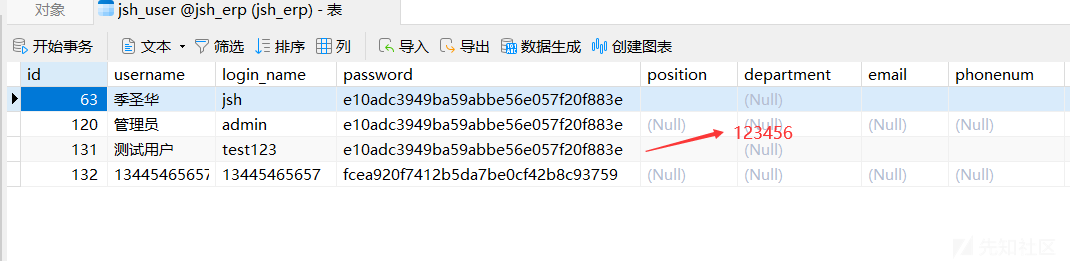 对象 jsh_user @jsh_erp (jsh_erp) - 表
开始事务 文本 筛选 排序 列 导入 导出 数据生成 创建图表
id username login_name password position department email phonenum
63 季圣华 jsh e10adc3949ba59abbe56e057f20f883e (Null)
120 管理员 admin e10adc3949ba59abbe56e057f20f883e (Null) (Null) (Null) (Null)
123456
131 测试用户 test123 e10adc3949ba59abbe56e057f20f883e (Null)
132 13445465657 13445465657 fcea920f7412b5da7be0cf42b8c93759 (Null) (Null) (Null) (Null)
先知社区